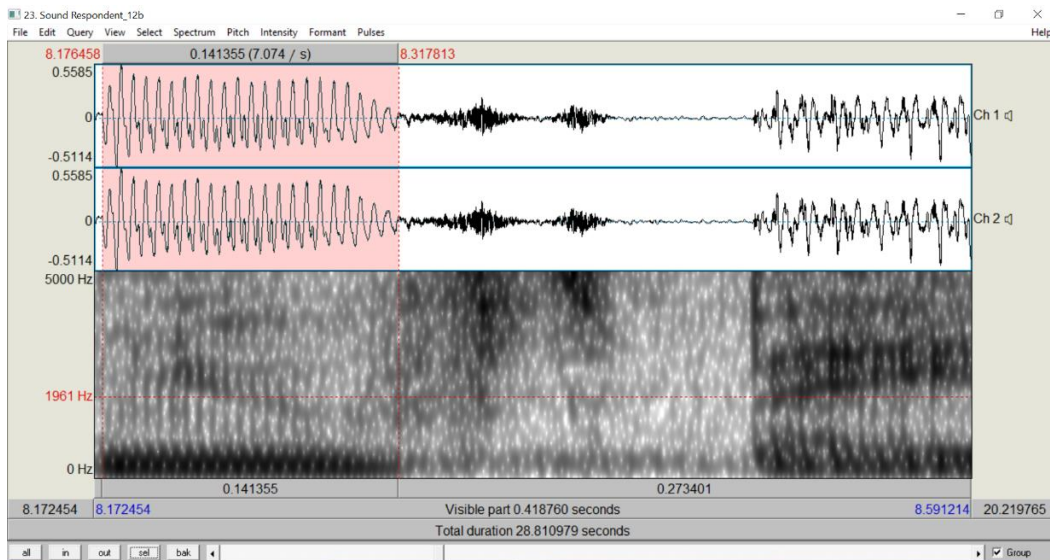 23. Sound Respondent_12b
File Edit Query View Select Spectrum Pitch Intensity Formant Pulses Help
8.176458 0.141355 (7.074 / s) 8.317813
0.5585
0 Ch 1
-0.5114
0.5585
0 Ch 2
-0.5114
5000 Hz
1961 Hz
0 Hz
0.141355 0.273401
8.172454 8.172454 Visible part 0.418760 seconds 8.591214 20.219765
Total duration 28.810979 seconds
all in out sel bak Group